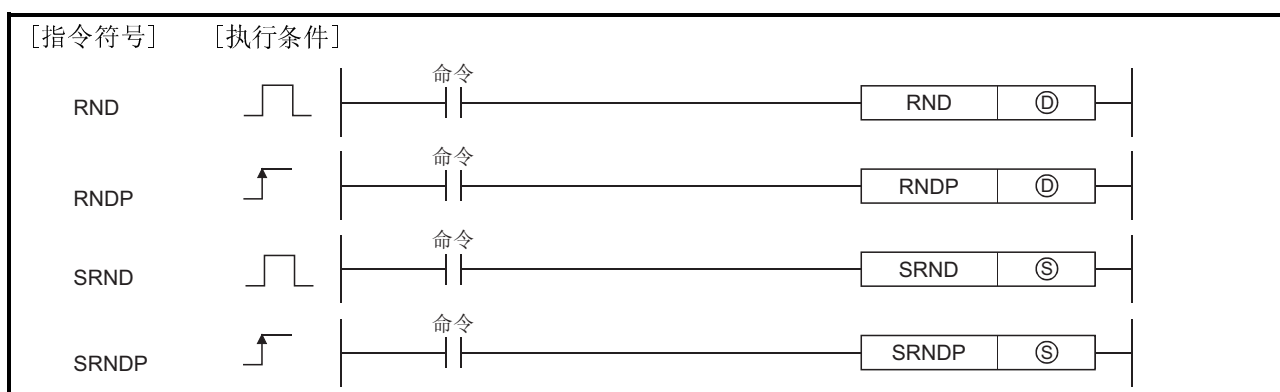 [指令符号] [执行条件]
命令
RND RND Ⓓ
命令
RNDP RNDP Ⓓ
命令
SRND SRND Ⓢ
命令
SRNDP SRNDP Ⓢ